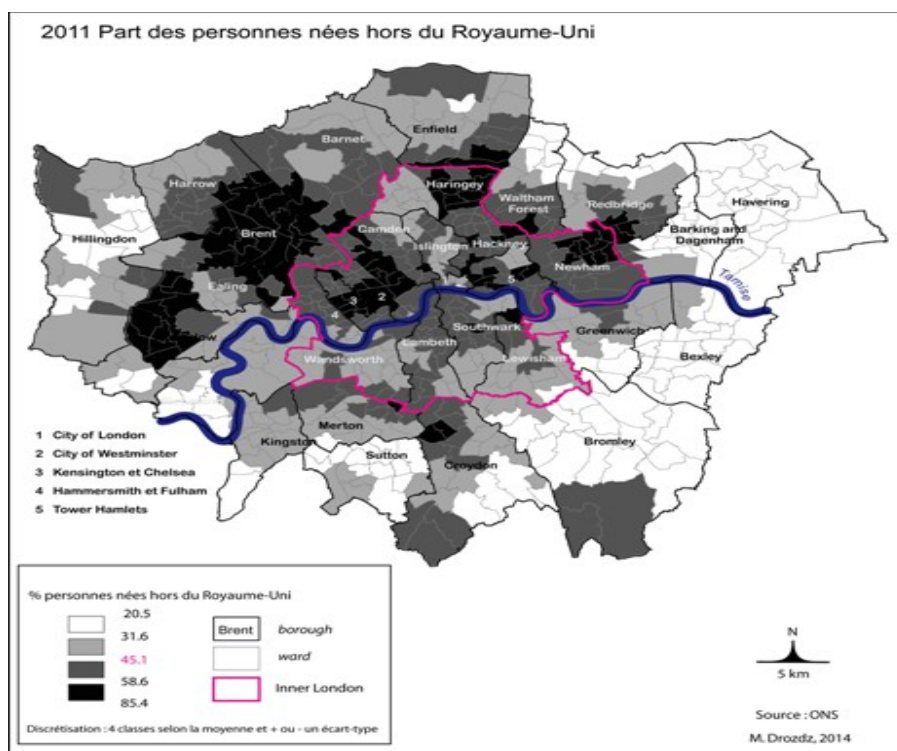 2011 Part des personnes nées hors du Royaume-Uni
Enfield
Barnet
Harrow
Haringey
Waltham
Forest
Redbridge
Havering
Hillingdon
Brent
Camden
Islington
Hackney
Barking and
Dagenham
Newham
Ealing
Tamise
3
2
1
5
4
Southwark
Greenwich
Wandsworth
Lambeth
Lewisham
Bexley
Merton
Kingston
Sutton
Croydon
Bromley
1 City of London
2 City of Westminster
3 Kensington et Chelsea
4 Hammersmith et Fulham
5 Tower Hamlets
% personnes nées hors du Royaume-Uni
20.5
31.6
45.1
58.6
85.4
Brent borough
ward
Inner London
Discrétisation : 4 classes selon la moyenne et + ou - un écart-type
N
5 km
Source : ONS
M. Drozdz, 2014